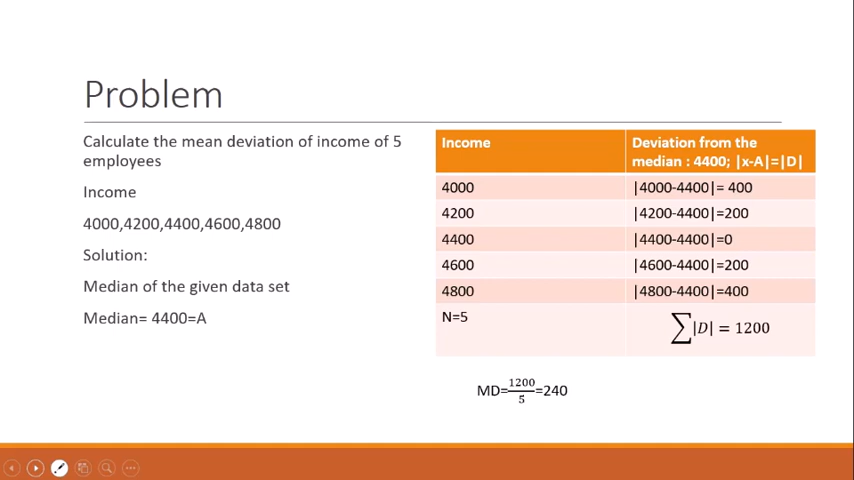 Problem
Calculate the mean deviation of income of 5
employees
Income
4000,4200,4400,4600,4800
Solution:
Median of the given data set
Median= 4400=A
Income
Deviation from the
median : 4400; |x-A|=|D|
4000
|4000-4400|= 400
4200
|4200-4400|=200
4400
|4400-4400|=0
4600
|4600-4400|=200
4800
|4800-4400|=400
N=5
∑|D| = 1200
MD=1200/5=240